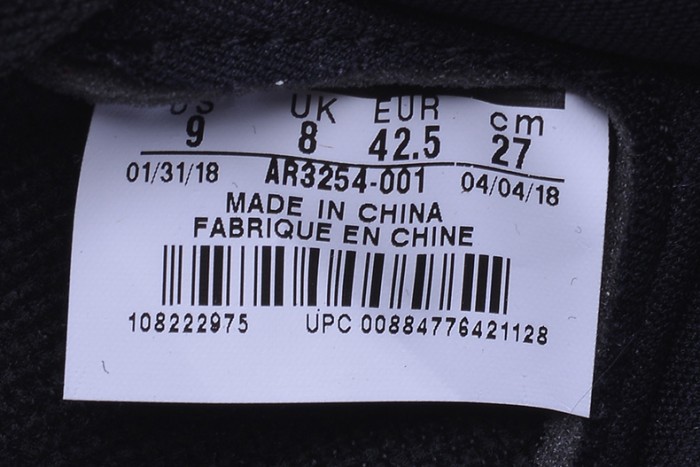 US UK EUR cm
9 8 42.5 27
01/31/18 AR3254-001 04/04/18
MADE IN CHINA
FABRIQUE EN CHINE
108222975 UPC 00884776421128